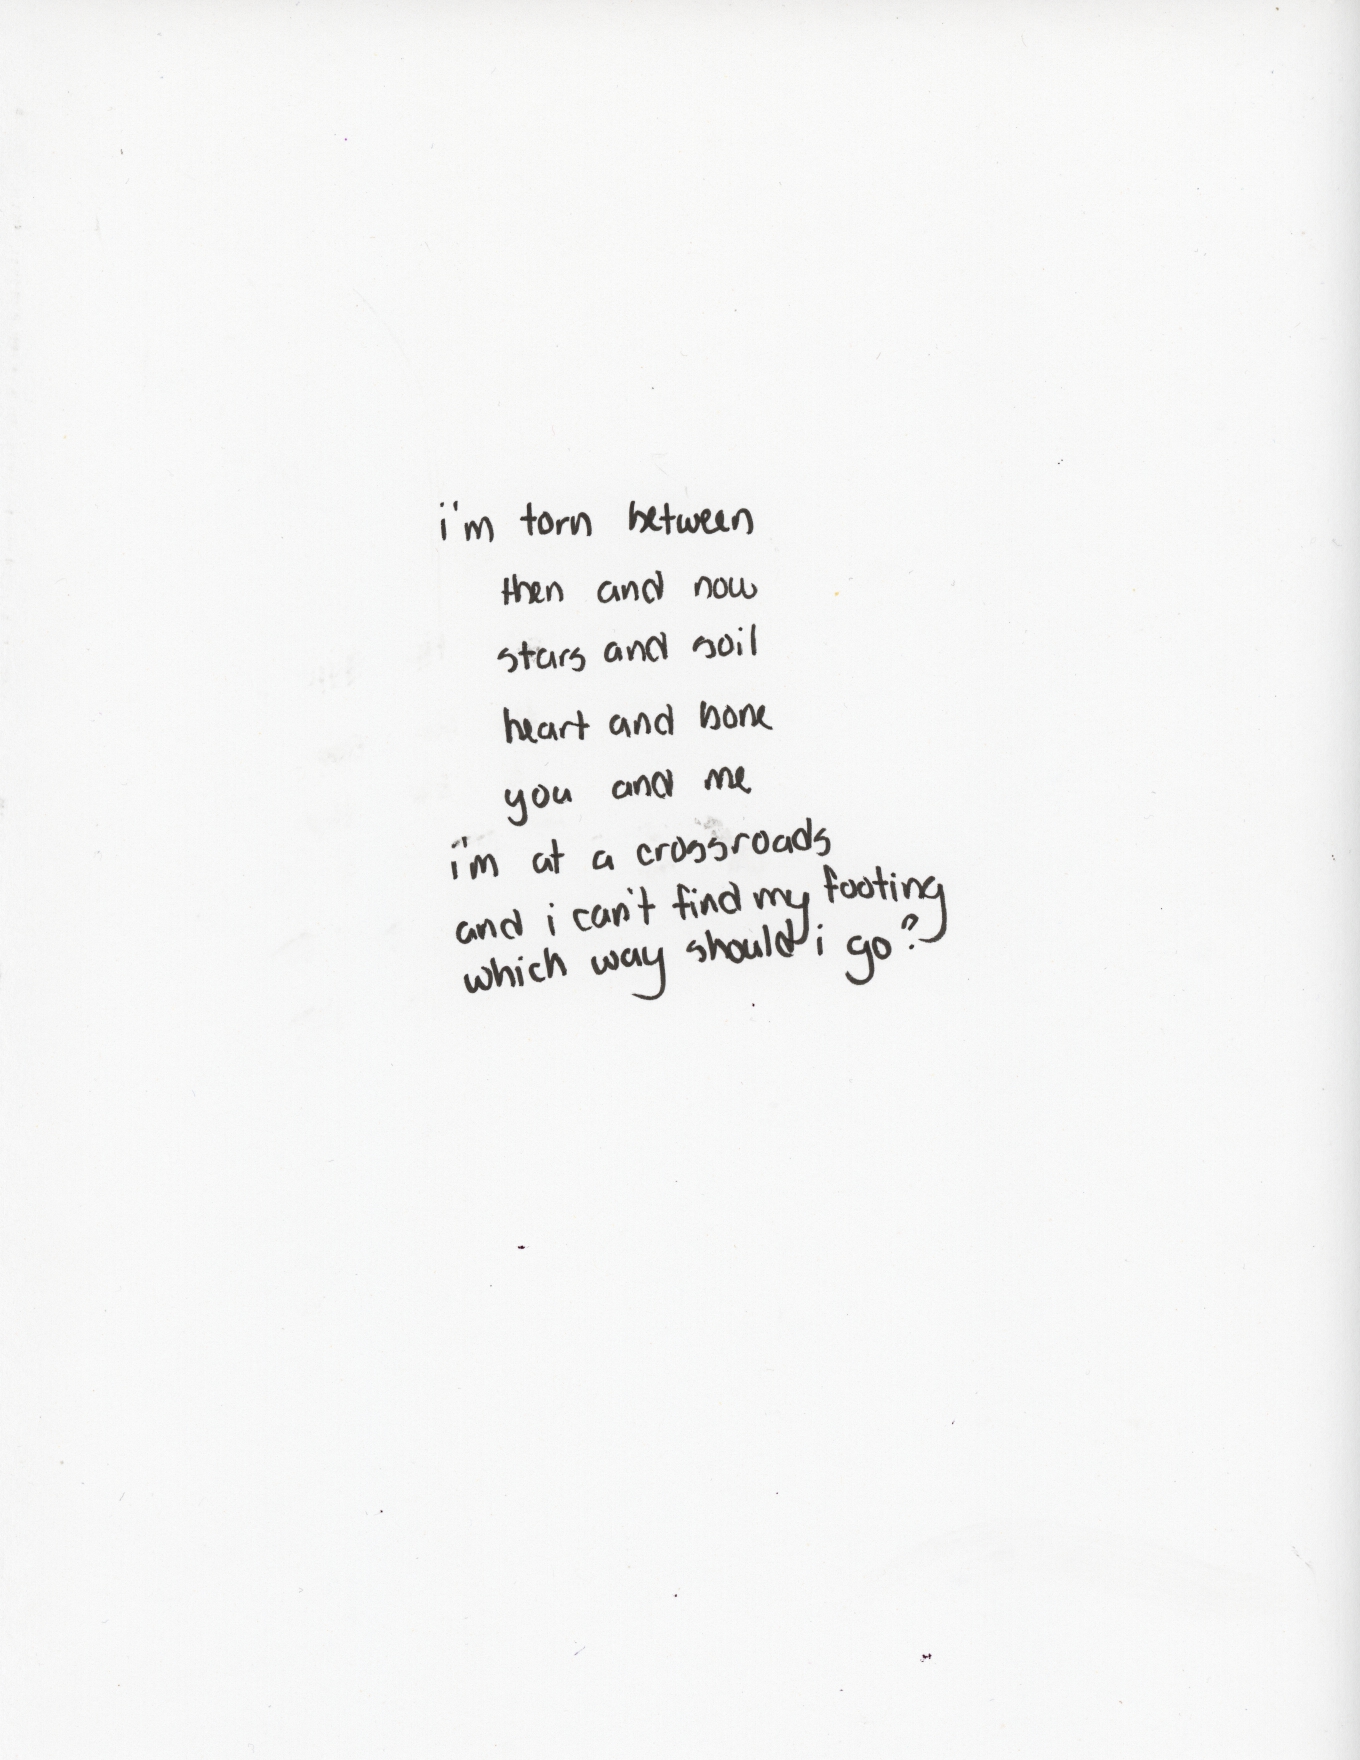 i'm torn between
then and now
stars and soil
heart and bone
you and me
i'm at a crossroads
and i can't find my footing
which way should i go?